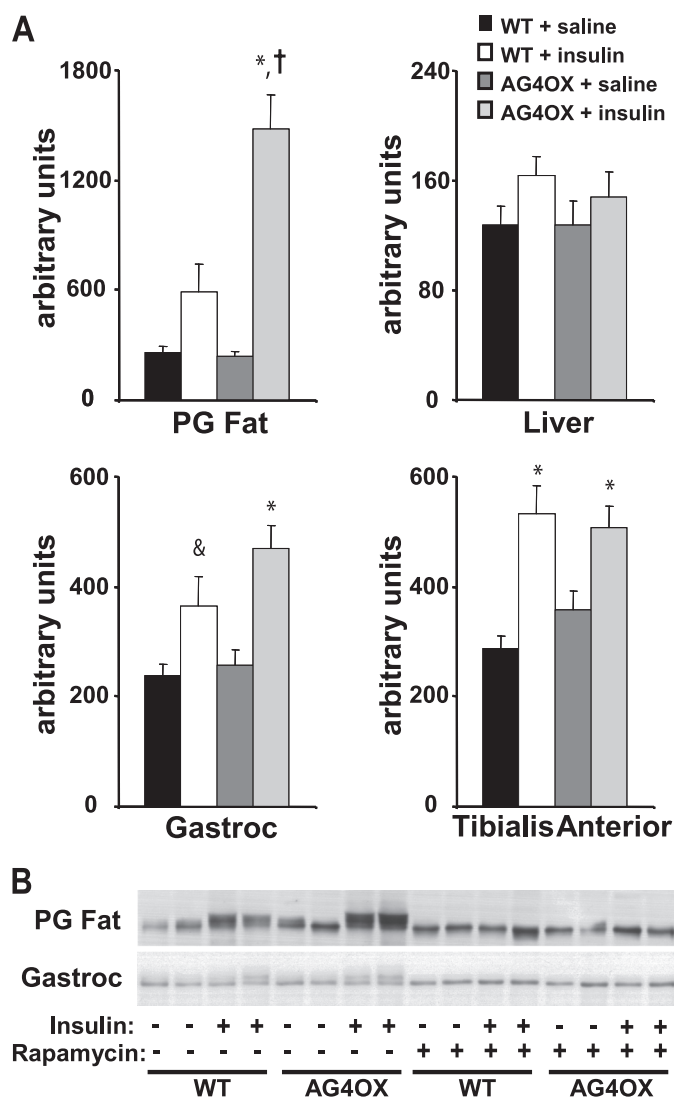 A
WT + saline
WT + insulin
AG4OX + saline
AG4OX + insulin
arbitrary units
1800
1200
600
0
*,†
PG Fat
arbitrary units
240
160
80
0
Liver
arbitrary units
600
400
200
0
&
*
Gastroc
arbitrary units
600
400
200
0
*
*
Tibialis Anterior
B
PG Fat
Gastroc
Insulin: - - + + - - + + - - + + - - + +
Rapamycin: - - - - - - - - + + + + + + + +
WT AG4OX WT AG4OX